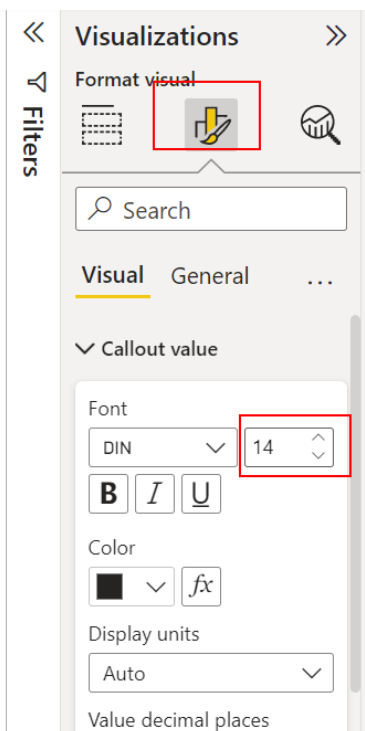 Visualizations
Format visual
Filters
Search
Visual General ...
Callout value
Font
DIN 14
B I U
Color
fx
Display units
Auto
Value decimal places